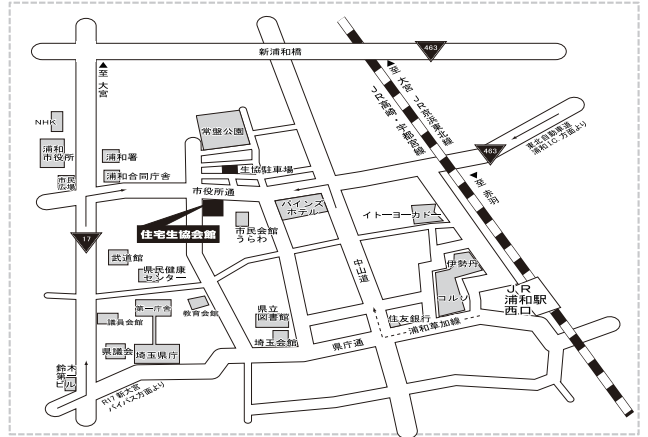 新浦和橋
463
至 大宮
至 大宮
JR京浜東北線
JR高崎・宇都宮線
東北自動車道
浦和I.C.方面より
463
至 赤羽
NHK
浦和
市役所
市民
広場
浦和署
浦和合同庁舎
常盤公園
生協駐車場
市役所通
住宅生協会館
市民会館
うらわ
パインズ
ホテル
イトーヨーカドー
17
武道館
県民健康
センター
中山道
伊勢丹
コルソ
JR
浦和駅
西口
議員会館
第一庁舎
教育会館
県立
図書館
埼玉会館
住友銀行
浦和草加線
県庁通
県議会
埼玉県庁
鈴木
第一
ビル
R17新大宮
バイパス方面より